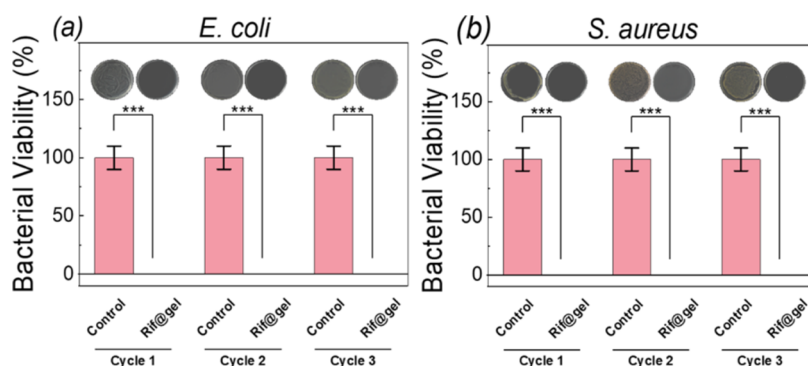 (a) E. coli
Bacterial Viability (%)
150
100
50
0
*** *** ***
Control Rif@gel Control Rif@gel Control Rif@gel
Cycle 1 Cycle 2 Cycle 3
(b) S. aureus
Bacterial Viability (%)
150
100
50
0
*** *** ***
Control Rif@gel Control Rif@gel Control Rif@gel
Cycle 1 Cycle 2 Cycle 3